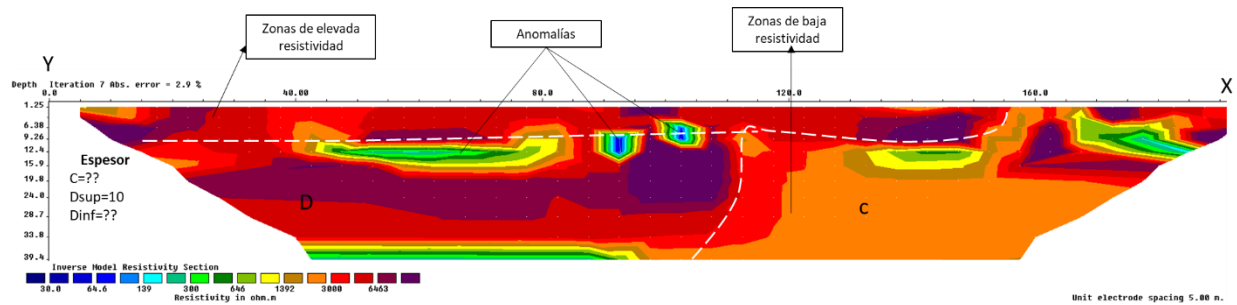 Zonas de elevada
resistividad
Anomalías
Zonas de baja
resistividad
Y
X
Depth Iteration 7 Abs. error = 2.9 %
0.0 40.00 80.0 120.0 160.0
1.25
6.38
9.26
12.4
15.9
19.8
24.0
28.7
33.8
39.4
Espesor
C=??
Dsup=10
Dinf=??
D
c
Inverse Model Resistivity Section
30.0 64.6 139 300 646 1392 3000 6463
Resistivity in ohm.m
Unit electrode spacing 5.00 m.